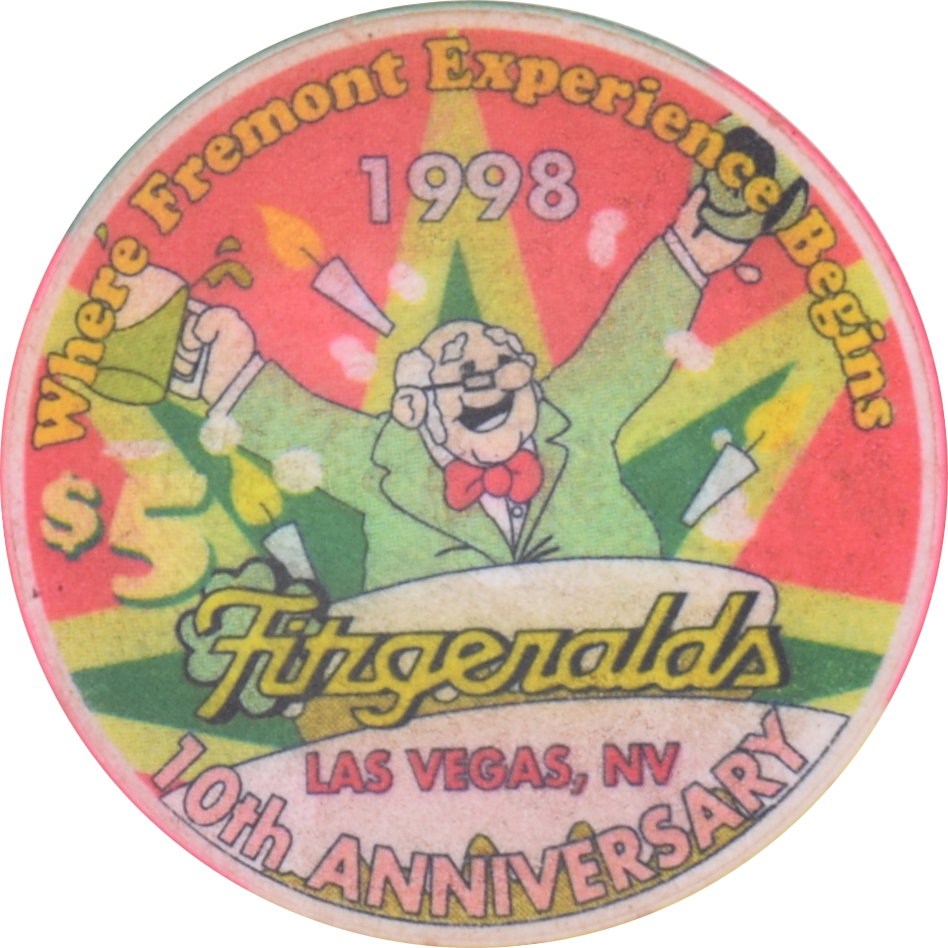 Where Fremont Experience Begins
1998
$5
Fitzgeralds
LAS VEGAS, NV
10th ANNIVERSARY